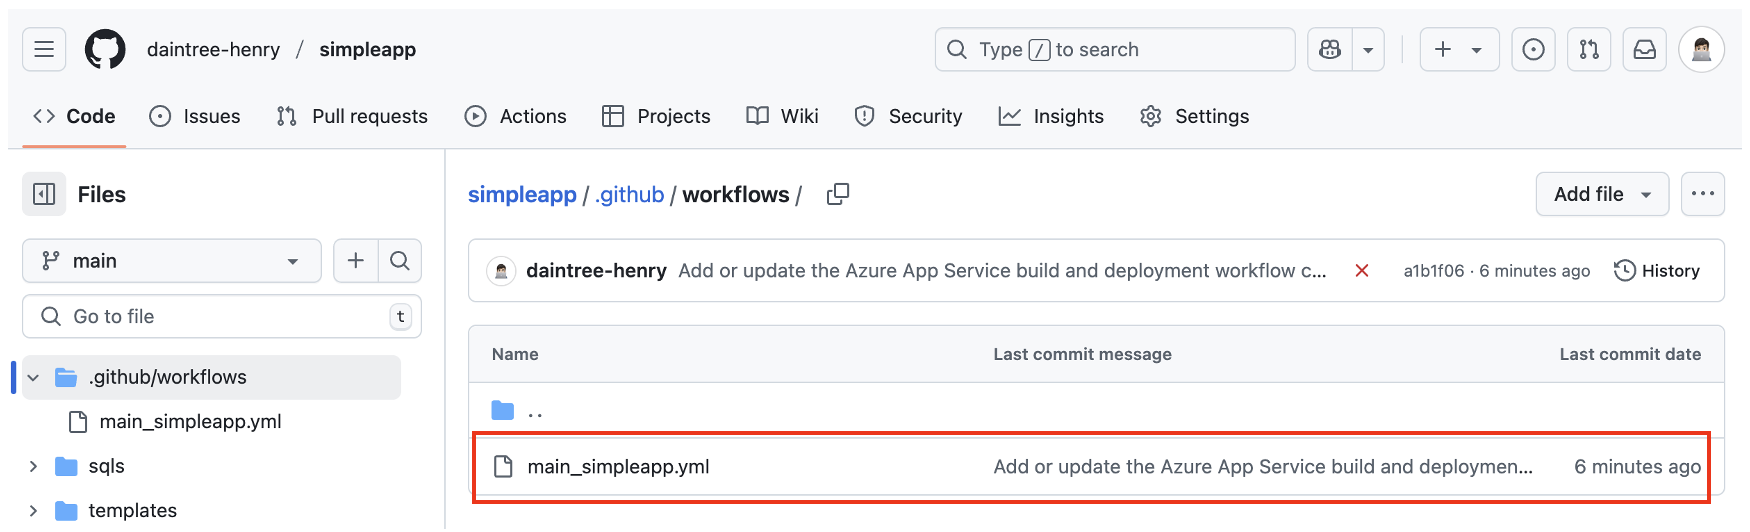 daintree-henry / simpleapp
Type / to search
Code Issues Pull requests Actions Projects Wiki Security Insights Settings
Files
main
Go to file t
.github/workflows
main_simpleapp.yml
sqls
templates
simpleapp / .github / workflows /
Add file
daintree-henry Add or update the Azure App Service build and deployment workflow c... a1b1f06 · 6 minutes ago History
Name Last commit message Last commit date
..
main_simpleapp.yml Add or update the Azure App Service build and deploymen... 6 minutes ago